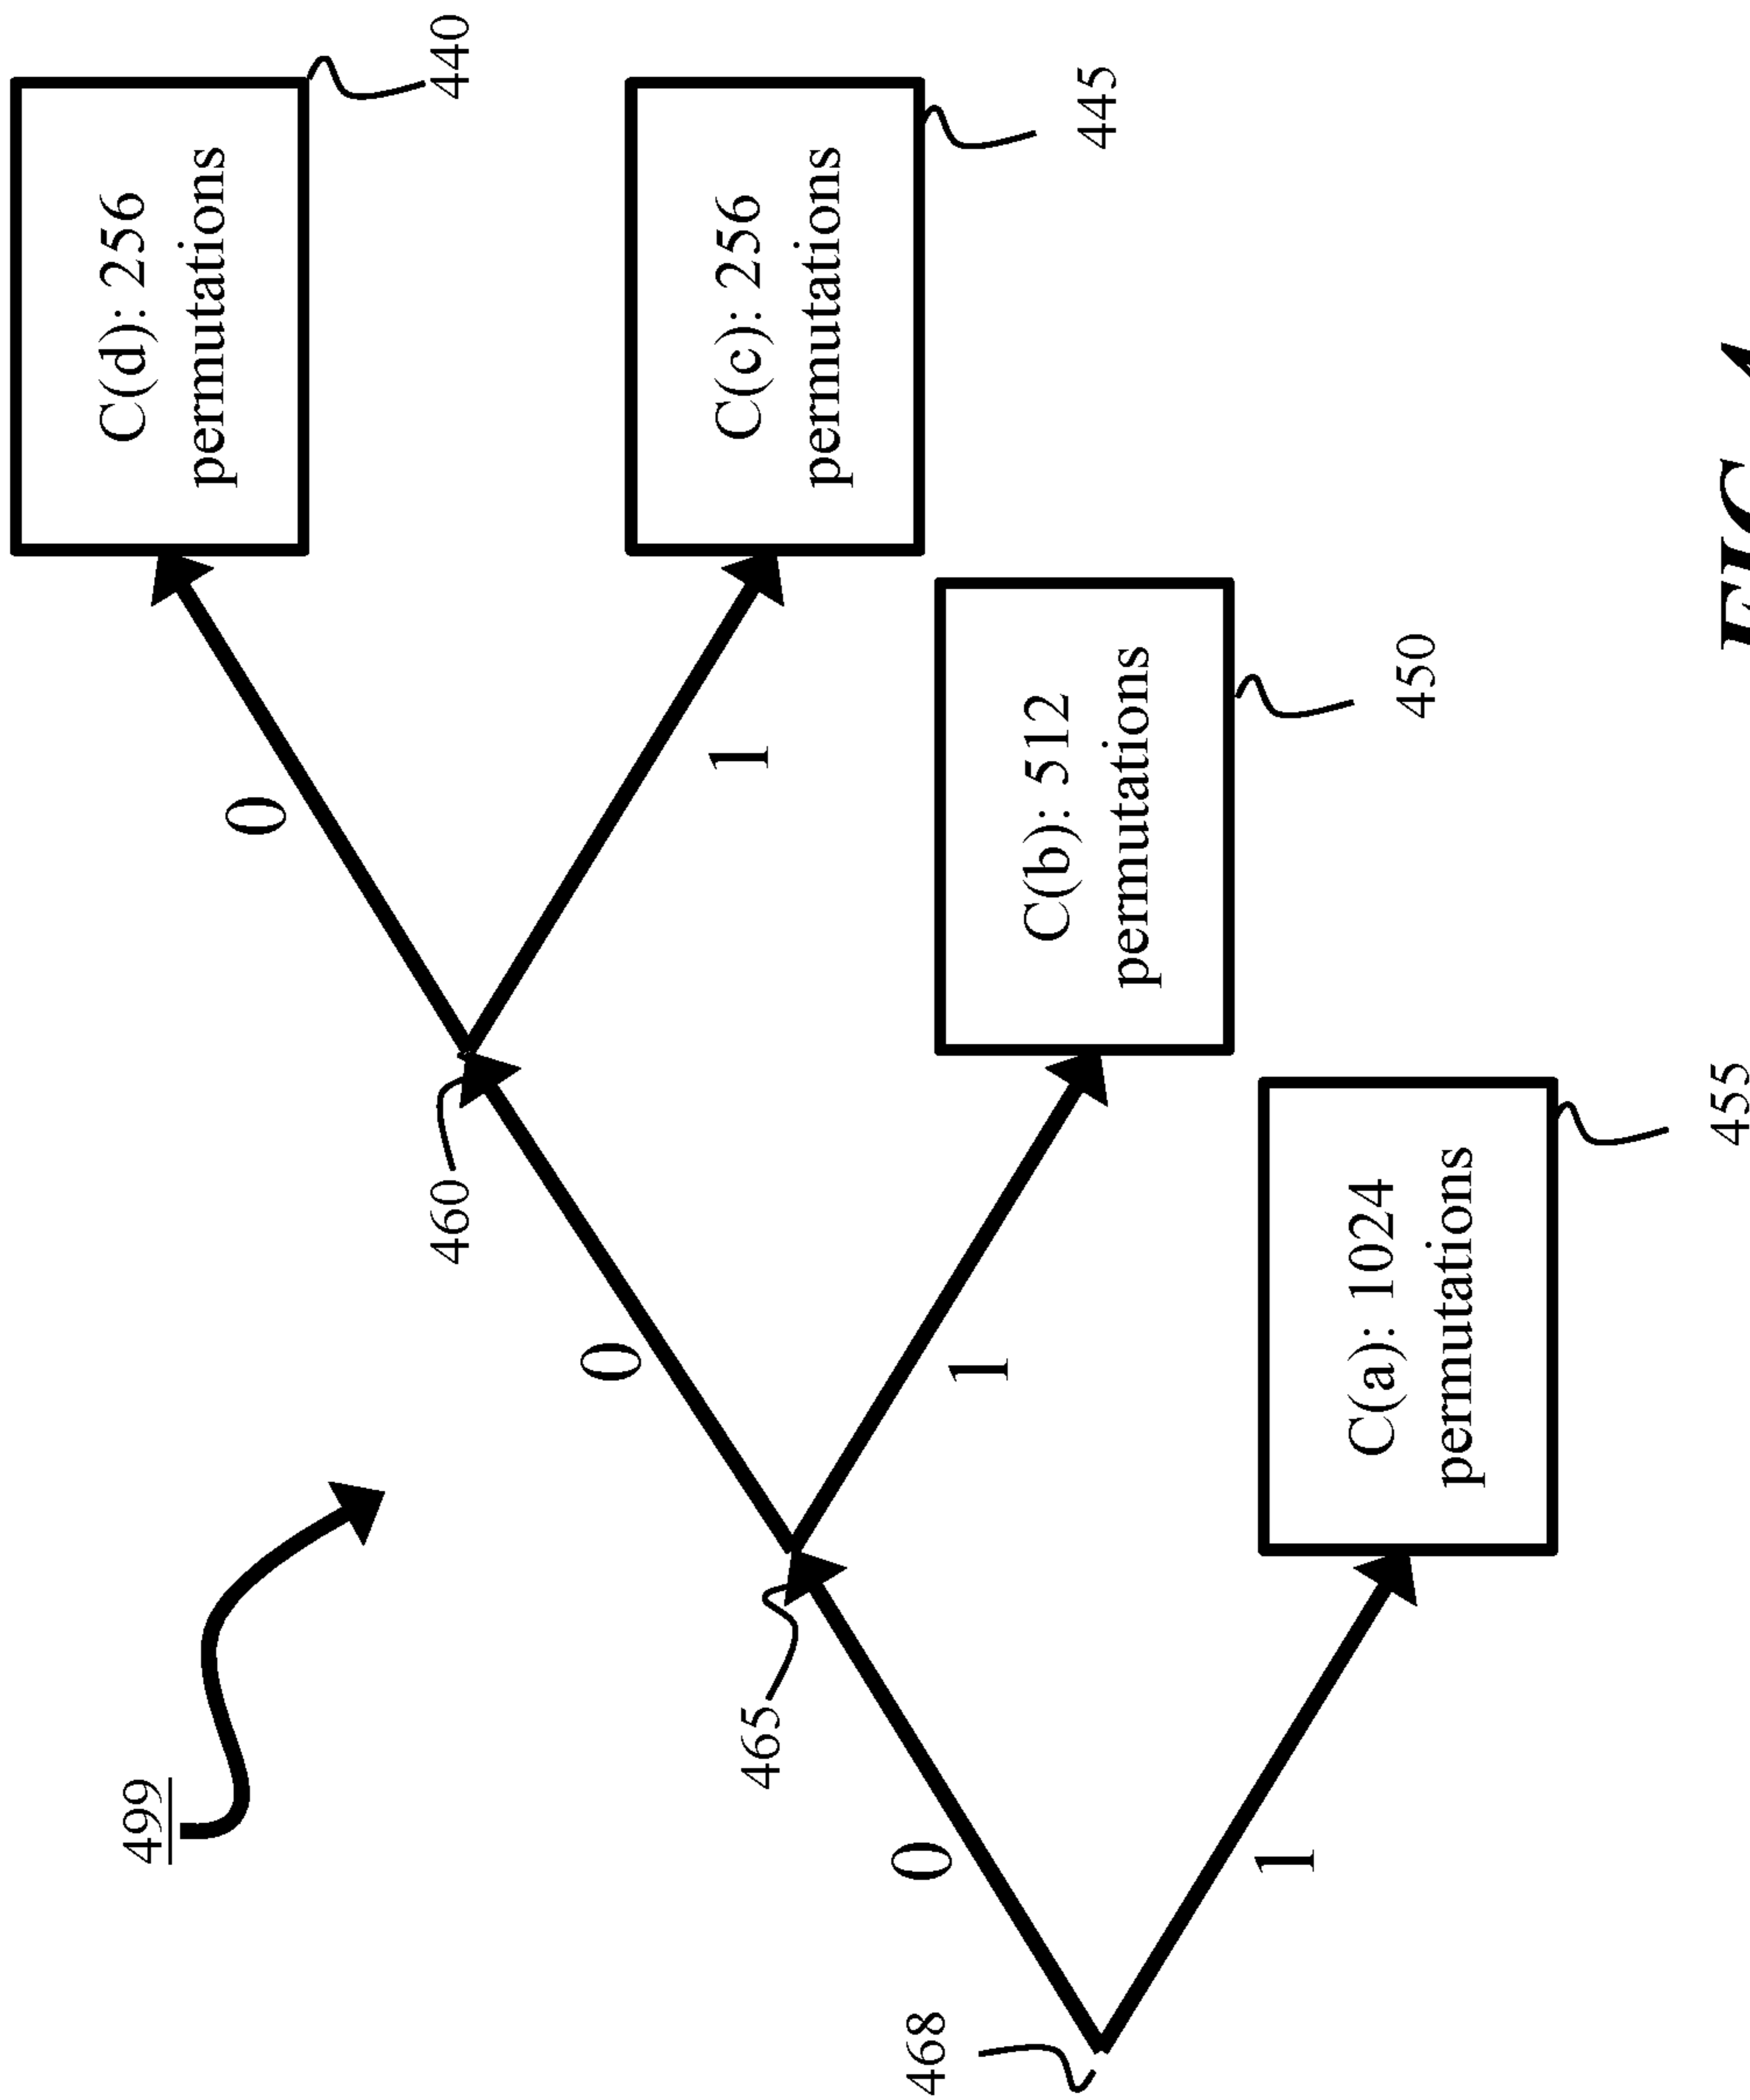 499
C(d): 256
permutations
0
460
440
0
C(c): 256
permutations
1
465
445
468
0
1
C(b): 512
permutations
450
1
C(a): 1024
permutations
455